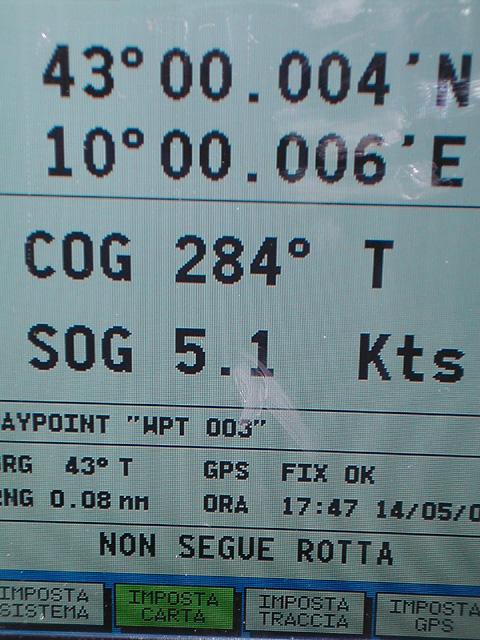 43°00.004'N
10°00.006'E
COG 284° T
SOG 5.1 Kts
AYPOINT "WPT 003"
RG 43° T GPS FIX OK
NG 0.08 nm ORA 17:47 14/05/0
NON SEGUE ROTTA
IMPOSTA SISTEMA
IMPOSTA CARTA
IMPOSTA TRACCIA
IMPOSTA GPS